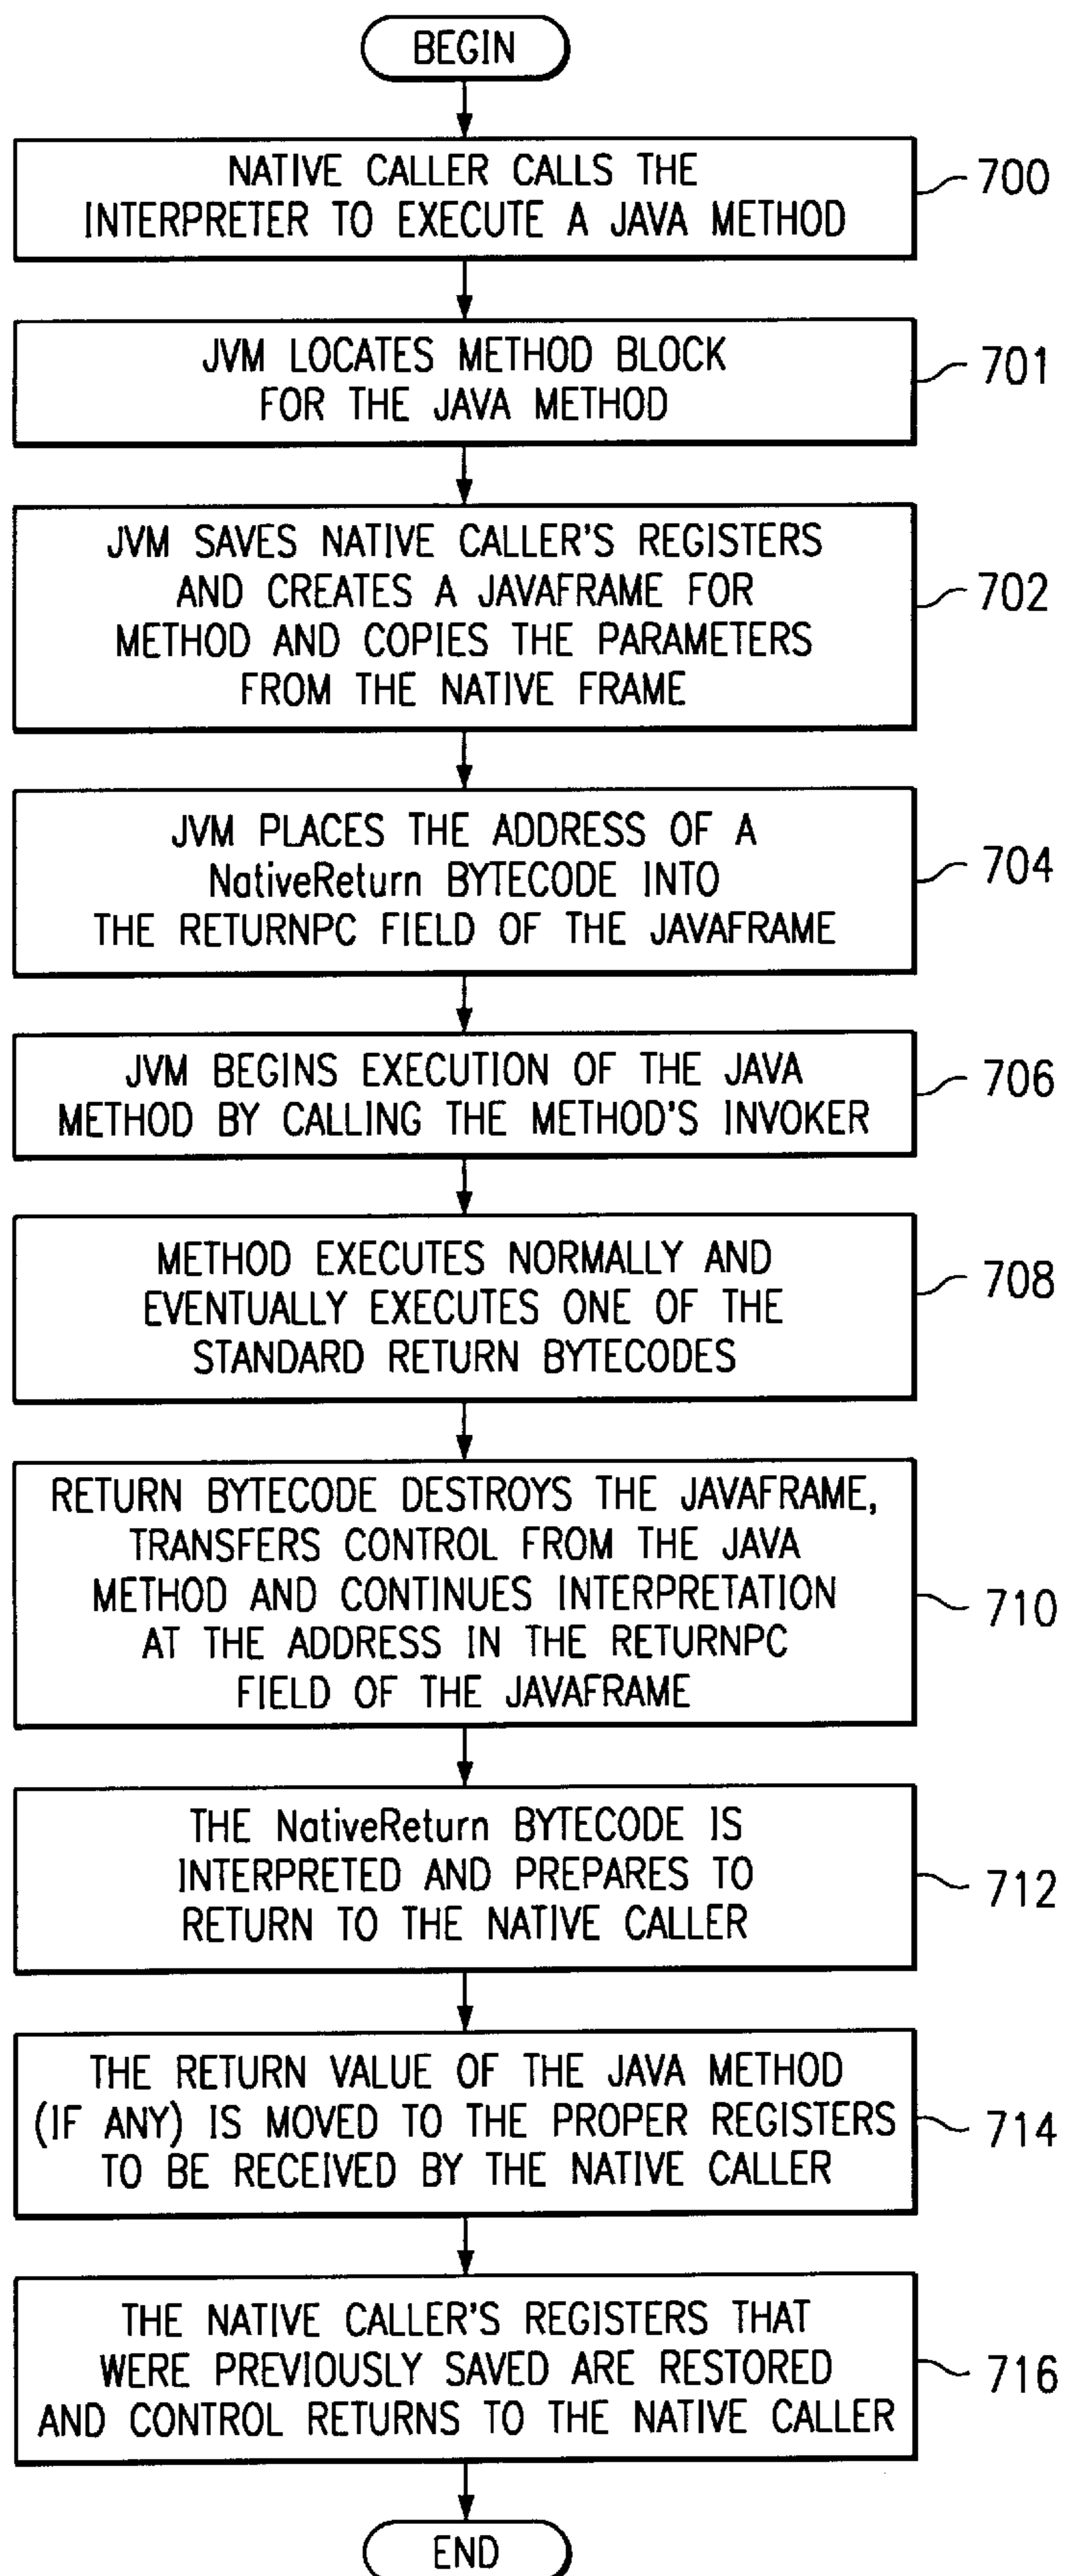 BEGIN
NATIVE CALLER CALLS THE
INTERPRETER TO EXECUTE A JAVA METHOD
700
JVM LOCATES METHOD BLOCK
FOR THE JAVA METHOD
701
JVM SAVES NATIVE CALLER'S REGISTERS
AND CREATES A JAVAFRAME FOR
METHOD AND COPIES THE PARAMETERS
FROM THE NATIVE FRAME
702
JVM PLACES THE ADDRESS OF A
NativeReturn BYTECODE INTO
THE RETURNPC FIELD OF THE JAVAFRAME
704
JVM BEGINS EXECUTION OF THE JAVA
METHOD BY CALLING THE METHOD'S INVOKER
706
METHOD EXECUTES NORMALLY AND
EVENTUALLY EXECUTES ONE OF THE
STANDARD RETURN BYTECODES
708
RETURN BYTECODE DESTROYS THE JAVAFRAME,
TRANSFERS CONTROL FROM THE JAVA
METHOD AND CONTINUES INTERPRETATION
AT THE ADDRESS IN THE RETURNPC
FIELD OF THE JAVAFRAME
710
THE NativeReturn BYTECODE IS
INTERPRETED AND PREPARES TO
RETURN TO THE NATIVE CALLER
712
THE RETURN VALUE OF THE JAVA METHOD
(IF ANY) IS MOVED TO THE PROPER REGISTERS
TO BE RECEIVED BY THE NATIVE CALLER
714
THE NATIVE CALLER'S REGISTERS THAT
WERE PREVIOUSLY SAVED ARE RESTORED
AND CONTROL RETURNS TO THE NATIVE CALLER
716
END